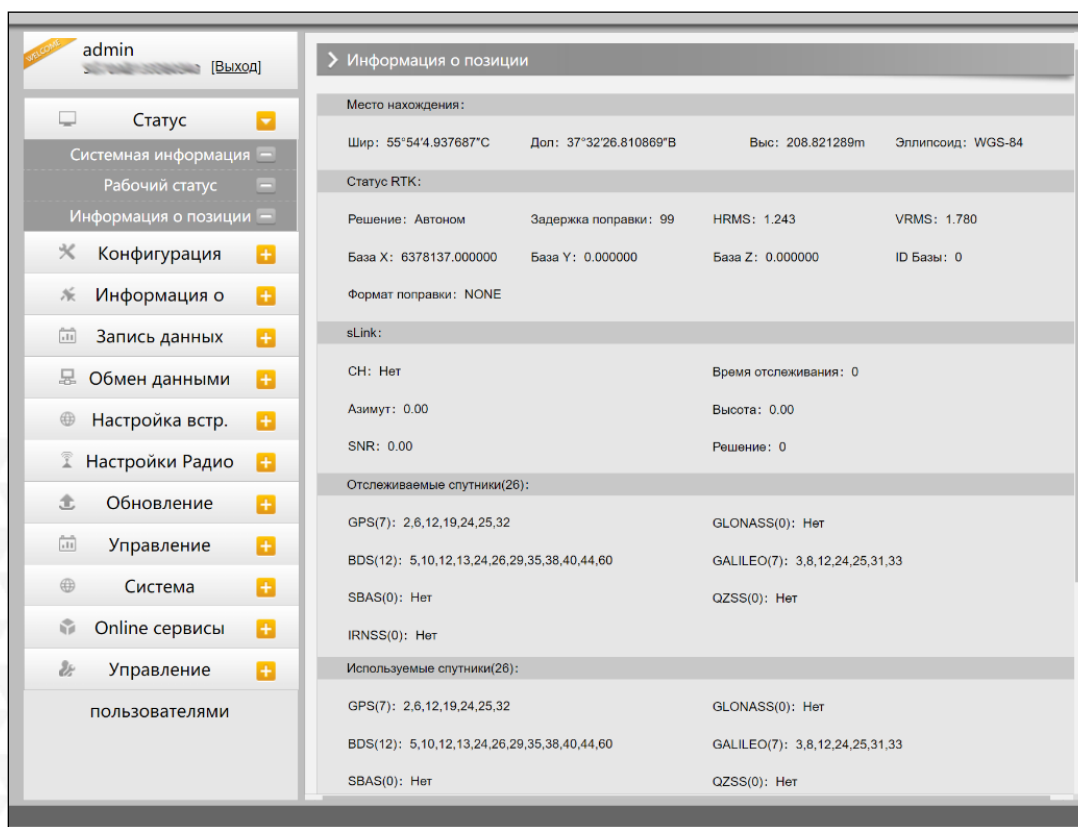 WELCOME
admin
[Выход]
Статус
Системная информация
Рабочий статус
Информация о позиции
Конфигурация
Информация о
Запись данных
Обмен данными
Настройка встр.
Настройки Радио
Обновление
Управление
Система
Online сервисы
Управление
пользователями
Информация о позиции
Место нахождения:
Шир: 55°54'4.937687"С Дол: 37°32'26.810869"В Выс: 208.821289m Эллипсоид: WGS-84
Статус RTK:
Решение: Автоном Задержка поправки: 99 HRMS: 1.243 VRMS: 1.780
База X: 6378137.000000 База Y: 0.000000 База Z: 0.000000 ID Базы: 0
Формат поправки: NONE
sLink:
CH: Нет Время отслеживания: 0
Азимут: 0.00 Высота: 0.00
SNR: 0.00 Решение: 0
Отслеживаемые спутники(26):
GPS(7): 2,6,12,19,24,25,32 GLONASS(0): Нет
BDS(12): 5,10,12,13,24,26,29,35,38,40,44,60 GALILEO(7): 3,8,12,24,25,31,33
SBAS(0): Нет QZSS(0): Нет
IRNSS(0): Нет
Используемые спутники(26):
GPS(7): 2,6,12,19,24,25,32 GLONASS(0): Нет
BDS(12): 5,10,12,13,24,26,29,35,38,40,44,60 GALILEO(7): 3,8,12,24,25,31,33
SBAS(0): Нет QZSS(0): Нет